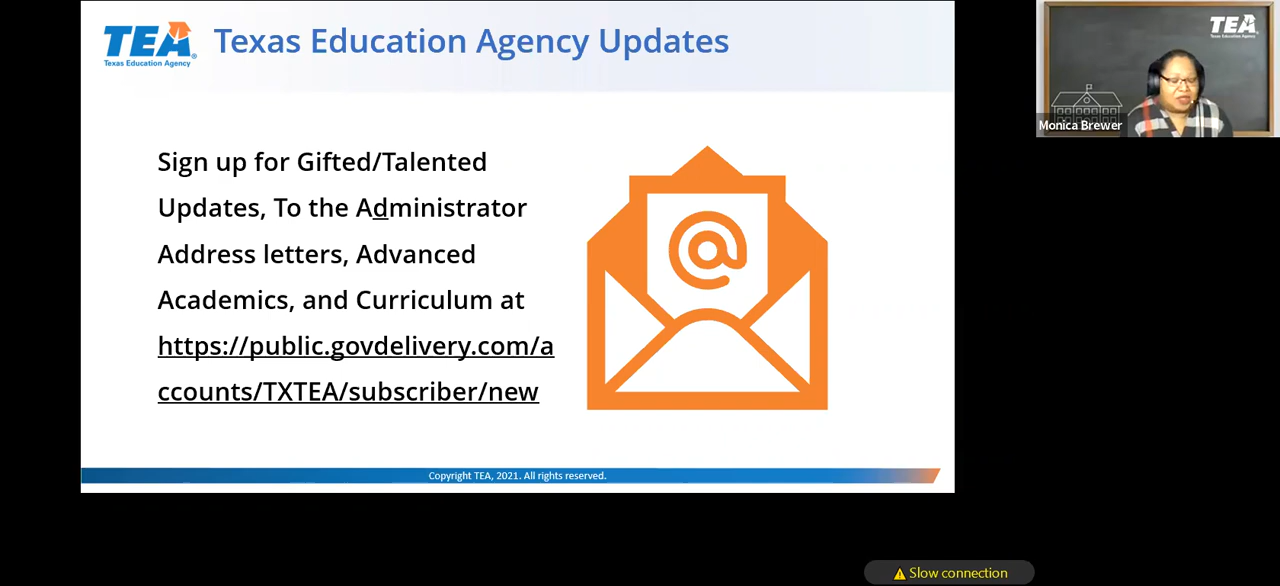 TEA
Texas Education Agency
Texas Education Agency Updates
Sign up for Gifted/Talented
Updates, To the Administrator
Address letters, Advanced
Academics, and Curriculum at
https://public.govdelivery.com/a
ccounts/TXTEA/subscriber/new
@
Copyright TEA, 2021. All rights reserved.
TEA
Texas Education Agency
Monica Brewer
Slow connection